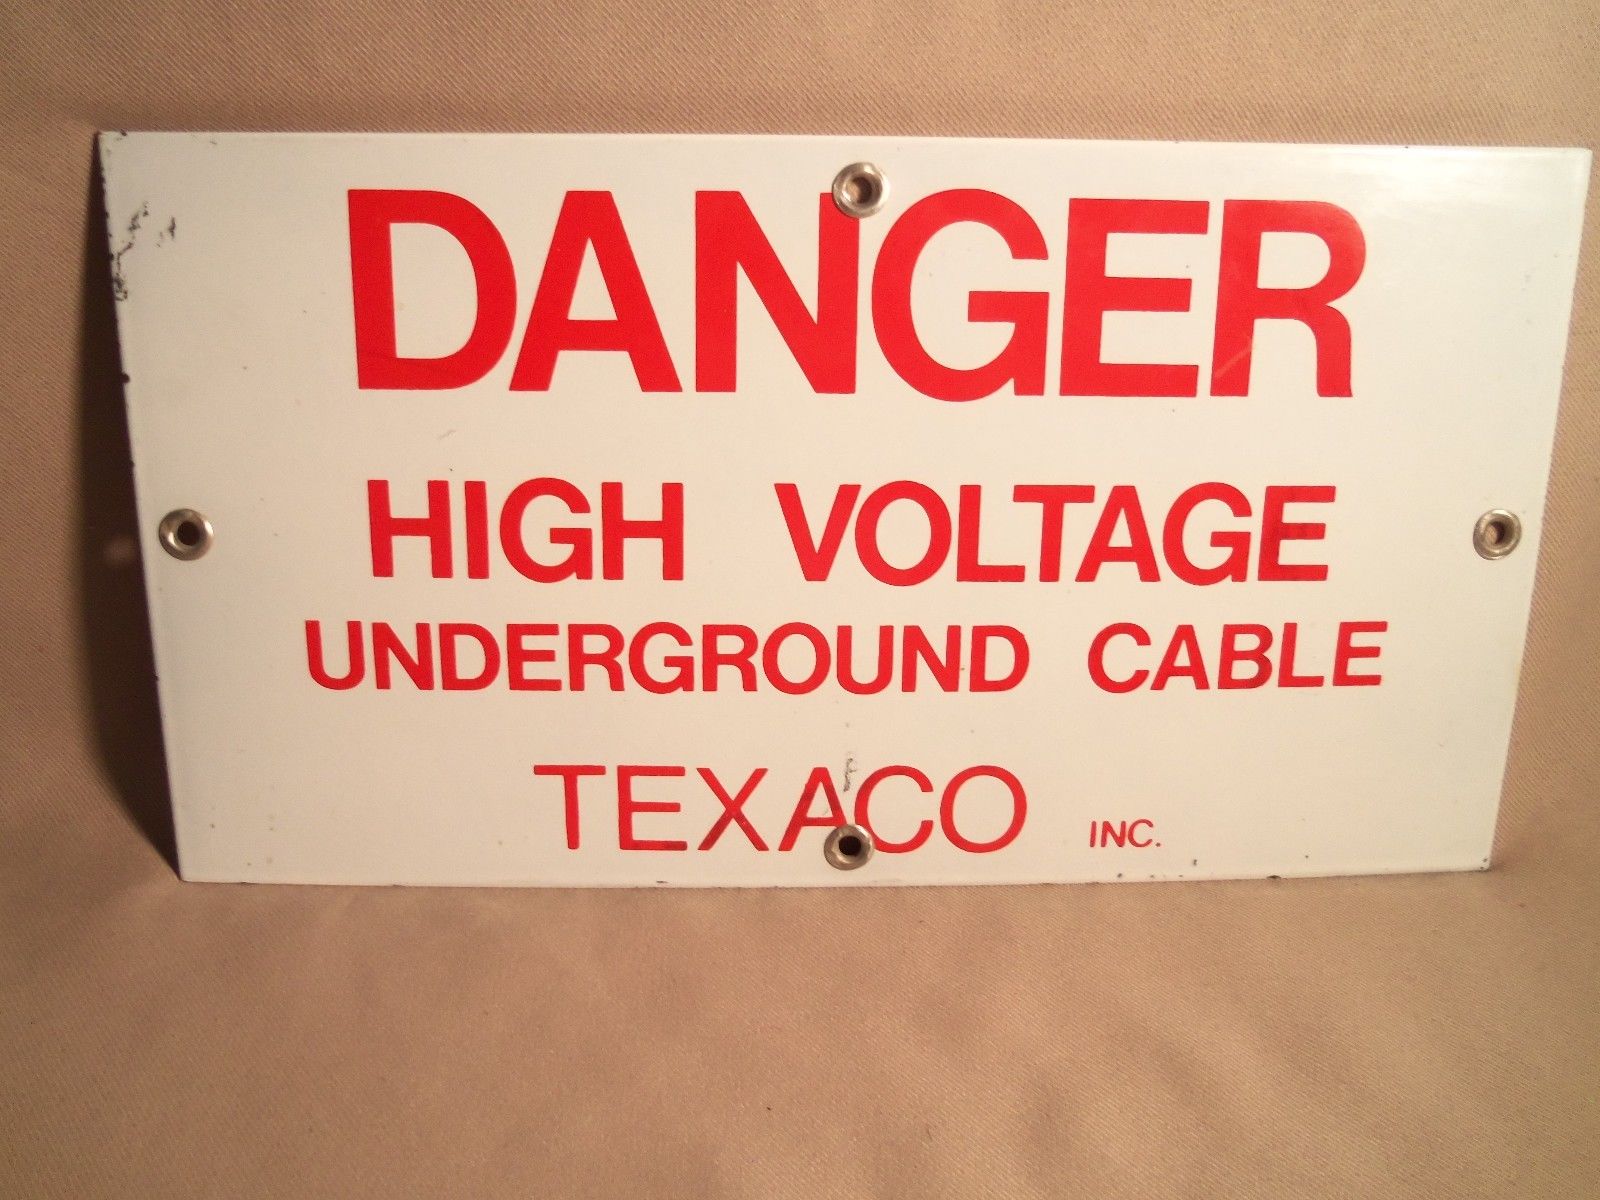 DANGER
HIGH VOLTAGE
UNDERGROUND CABLE
TEXACO INC.